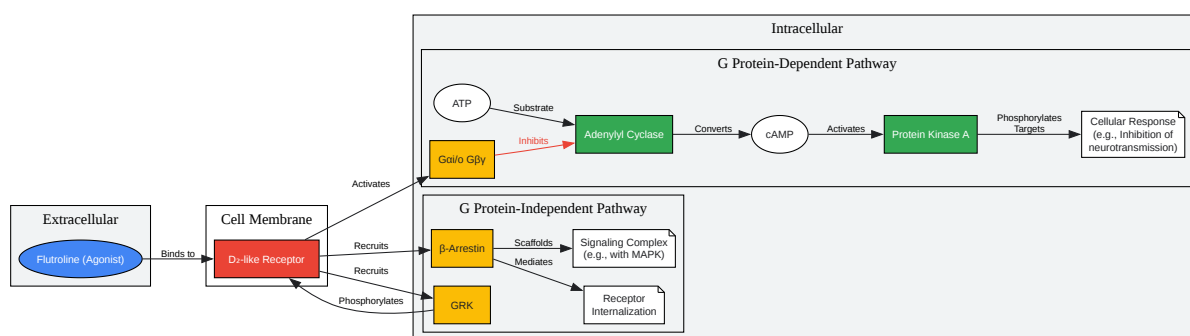 Intracellular
G Protein-Dependent Pathway
ATP
Substrate
Gαi/o Gβγ
Inhibits
Adenylyl Cyclase
Converts
cAMP
Activates
Protein Kinase A
Phosphorylates
Targets
Cellular Response
(e.g., Inhibition of
neurotransmission)
Activates
Extracellular
Flutroline (Agonist)
Binds to
Cell Membrane
D₂-like Receptor
Recruits
Recruits
Phosphorylates
G Protein-Independent Pathway
β-Arrestin
Scaffolds
Signaling Complex
(e.g., with MAPK)
Mediates
Receptor
Internalization
GRK